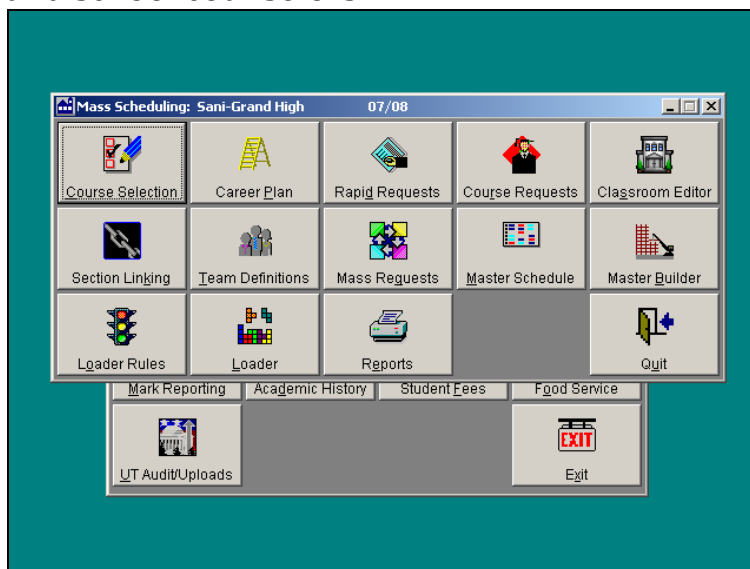 Mass Scheduling: Sani-Grand High 07/08
Course Selection Career Plan Rapid Requests Course Requests Classroom Editor
Section Linking Team Definitions Mass Requests Master Schedule Master Builder
Loader Rules Loader Reports Quit
Mark Reporting Academic History Student Fees Food Service
EXIT
UT Audit/Uploads Exit